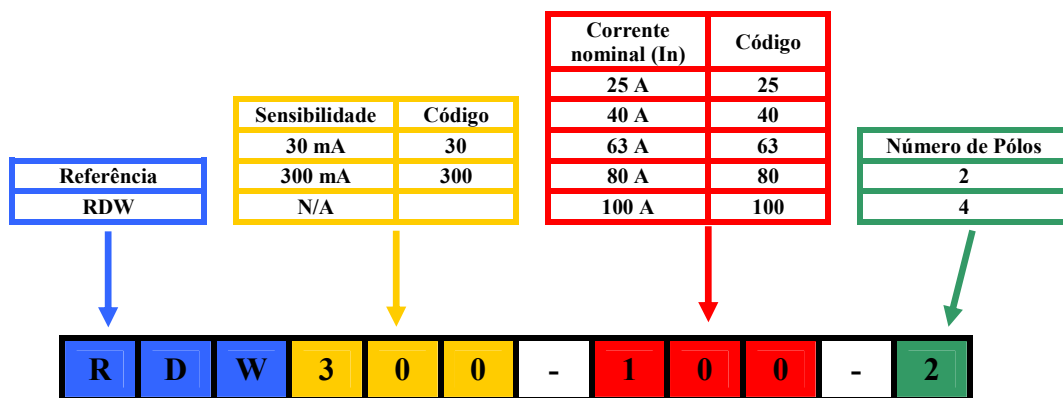 Referência
RDW
Sensibilidade Código
30 mA 30
300 mA 300
N/A
Corrente nominal (In) Código
25 A 25
40 A 40
63 A 63
80 A 80
100 A 100
Número de Pólos
2
4
R D W 3 0 0 - 1 0 0 - 2